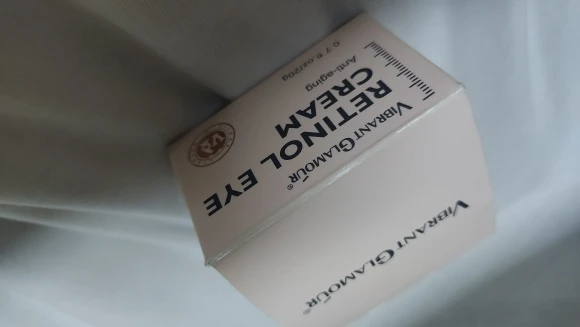 VIBRANT GLAMOUR®
RETINOL EYE
CREAM
Anti-aging
0.7 fl.oz/20g
VIBRANT GLAMOUR®